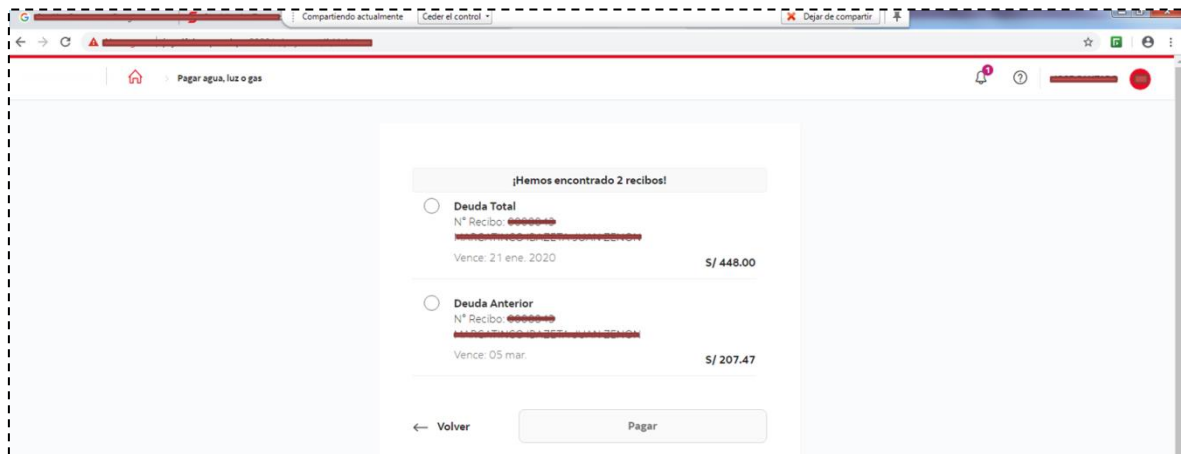 Compartiendo actualmente
Ceder el control
Dejar de compartir
Pagar agua, luz o gas
1
¡Hemos encontrado 2 recibos!
Deuda Total
N° Recibo:
Vence: 21 ene. 2020
S/ 448.00
Deuda Anterior
N° Recibo:
Vence: 05 mar.
S/ 207.47
Volver
Pagar